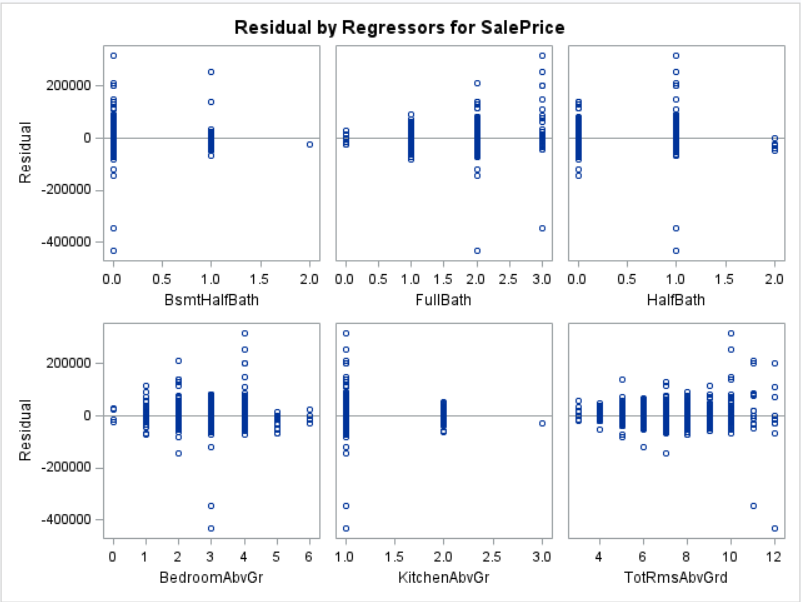 Residual by Regressors for SalePrice
Residual
200000
0
-200000
-400000
0.0 0.5 1.0 1.5 2.0
BsmtHalfBath
0.0 0.5 1.0 1.5 2.0 2.5 3.0
FullBath
0.0 0.5 1.0 1.5 2.0
HalfBath
Residual
200000
0
-200000
-400000
0 1 2 3 4 5 6
BedroomAbvGr
1.0 1.5 2.0 2.5 3.0
KitchenAbvGr
4 6 8 10 12
TotRmsAbvGrd